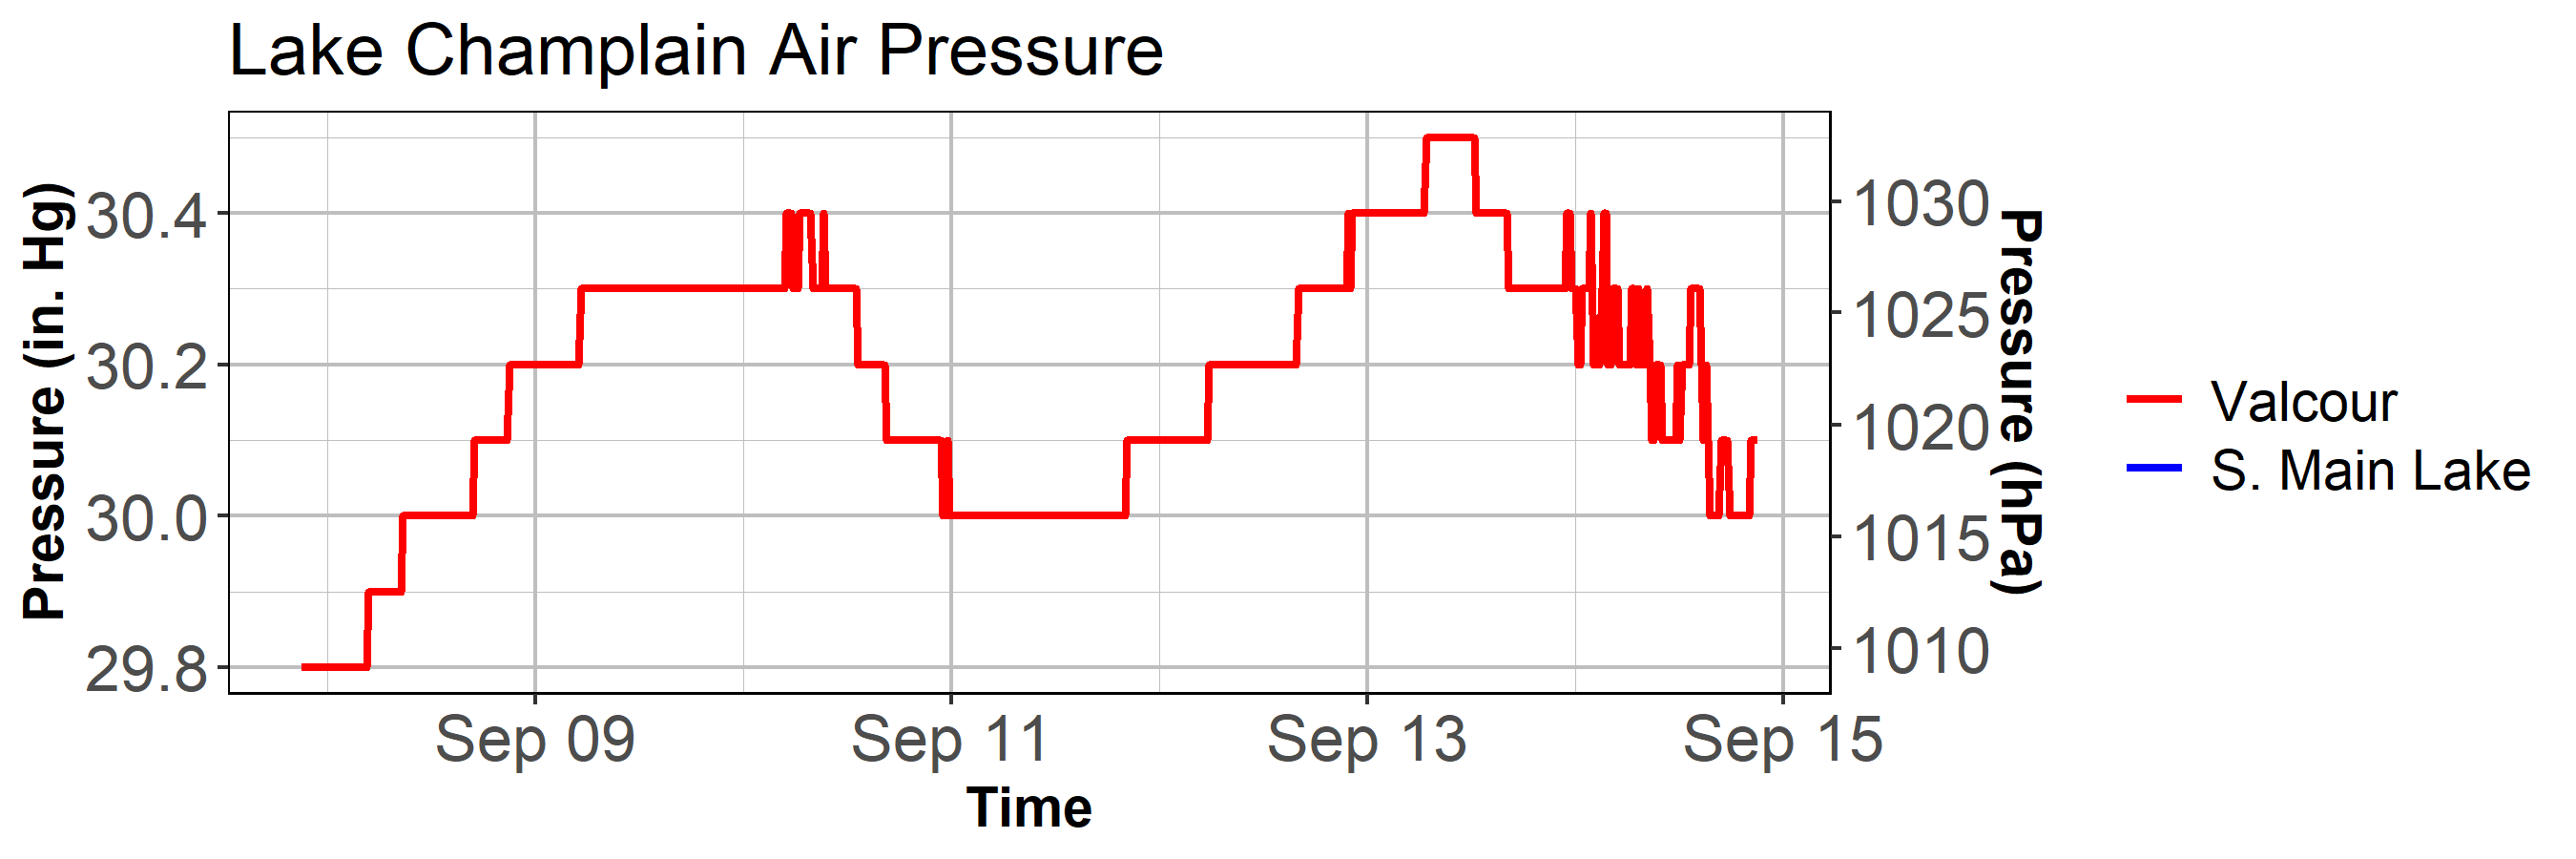 Lake Champlain Air Pressure
Pressure (in. Hg)
30.4
30.2
30.0
29.8
1030
1025
1020
1015
1010
Pressure (hPa)
Sep 09
Sep 11
Sep 13
Sep 15
Time
Valcour
S. Main Lake